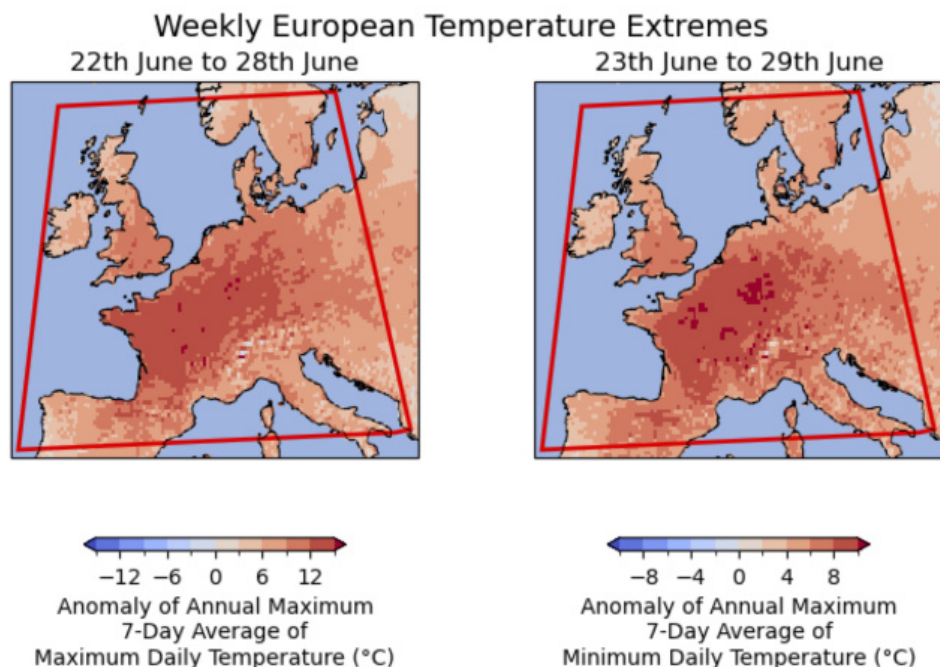 Weekly European Temperature Extremes
22th June to 28th June
23th June to 29th June
−12 −6 0 6 12
−8 −4 0 4 8
Anomaly of Annual Maximum
7-Day Average of
Maximum Daily Temperature (°C)
Anomaly of Annual Maximum
7-Day Average of
Minimum Daily Temperature (°C)